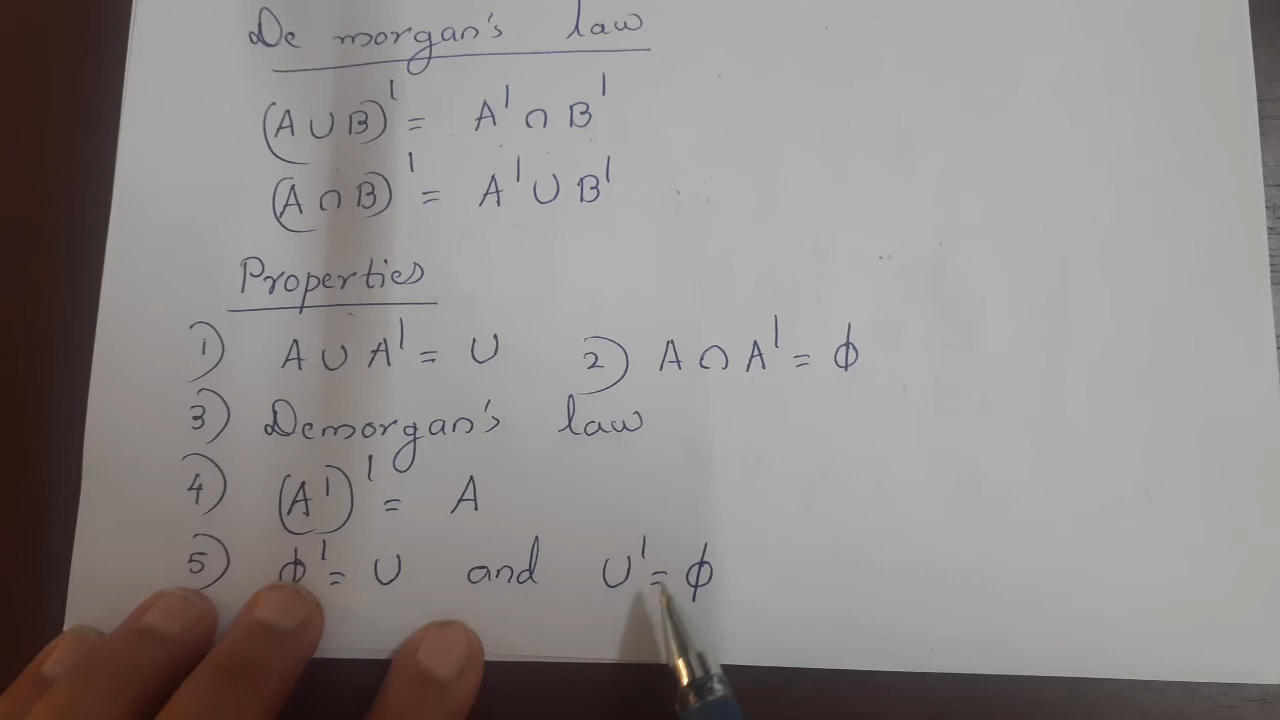 De morgan's law
(A ∪ B)' = A' ∩ B'
(A ∩ B)' = A' ∪ B'
Properties
1) A ∪ A' = U 2) A ∩ A' = ϕ
3) Demorgan's law
4) (A')' = A
5) ϕ' = U and U' = ϕ